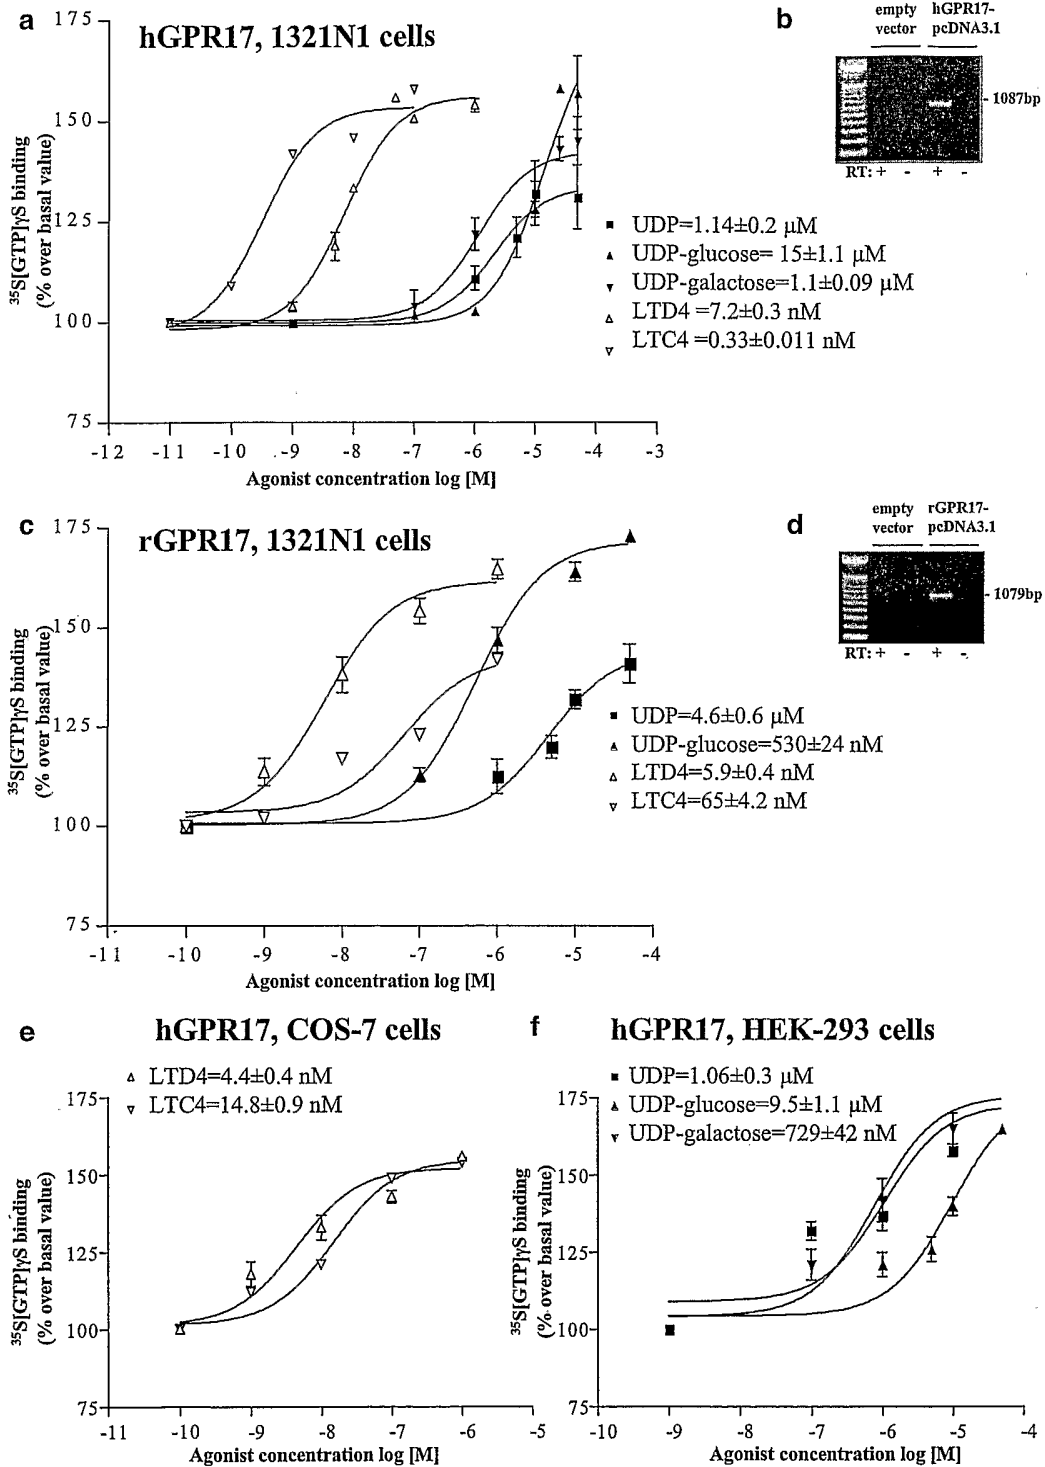 a
hGPR17, 1321N1 cells
175
150
125
100
75
35S[GTP]γS binding
(% over basal value)
-12 -11 -10 -9 -8 -7 -6 -5 -4 -3
Agonist concentration log [M]
UDP=1.14±0.2 µM
UDP-glucose= 15±1.1 µM
UDP-galactose=1.1±0.09 µM
LTD4 =7.2±0.3 nM
LTC4 =0.33±0.011 nM
b
empty vector
hGPR17-pcDNA3.1
- 1087bp
RT: + - + -
c
rGPR17, 1321N1 cells
175
150
125
100
75
35S[GTP]γS binding
(% over basal value)
-11 -10 -9 -8 -7 -6 -5 -4
Agonist concentration log [M]
UDP=4.6±0.6 µM
UDP-glucose=530±24 nM
LTD4=5.9±0.4 nM
LTC4=65±4.2 nM
d
empty vector
rGPR17-pcDNA3.1
- 1079bp
RT: + - + -
e
hGPR17, COS-7 cells
LTD4=4.4±0.4 nM
LTC4=14.8±0.9 nM
175
150
125
100
75
35S[GTP]γS binding
(% over basal value)
-11 -10 -9 -8 -7 -6 -5
Agonist concentration log [M]
f
hGPR17, HEK-293 cells
UDP=1.06±0.3 µM
UDP-glucose=9.5±1.1 µM
UDP-galactose=729±42 nM
175
150
125
100
75
35S[GTP]γS binding
(% over basal value)
-10 -9 -8 -7 -6 -5 -4
Agonist concentration log [M]